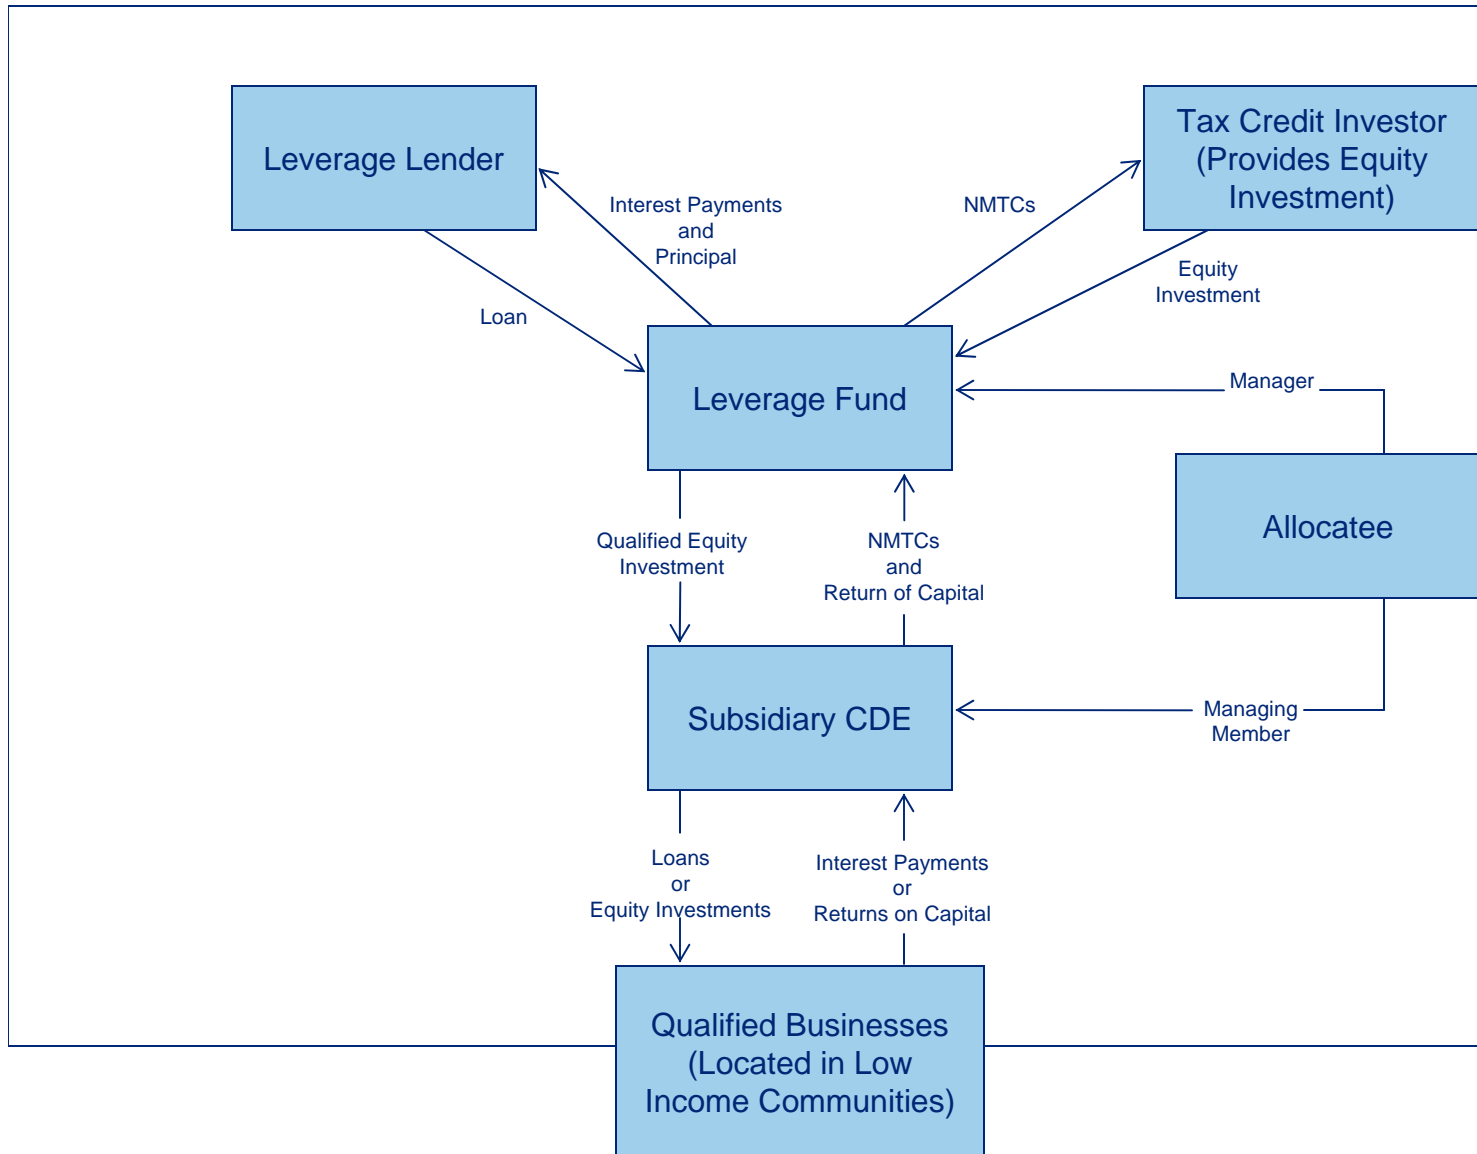 Leverage Lender
Tax Credit Investor
(Provides Equity
Investment)
Interest Payments
and
Principal
NMTCs
Equity
Investment
Loan
Leverage Fund
Manager
Allocatee
Qualified Equity
Investment
NMTCs
and
Return of Capital
Subsidiary CDE
Managing
Member
Loans
or
Equity Investments
Interest Payments
or
Returns on Capital
Qualified Businesses
(Located in Low
Income Communities)